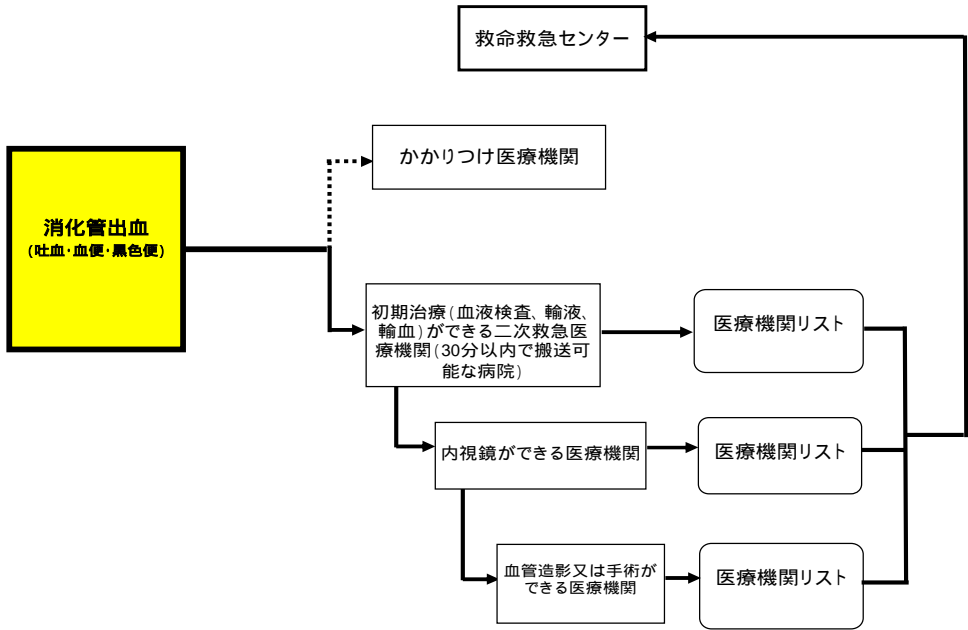 救命救急センター
かかりつけ医療機関
消化管出血
(吐血・血便・黒色便)
初期治療(血液検査、輸液、
輸血)ができる二次救急医
療機関(30分以内で搬送可
能な病院)
医療機関リスト
内視鏡ができる医療機関
医療機関リスト
血管造影又は手術が
できる医療機関
医療機関リスト